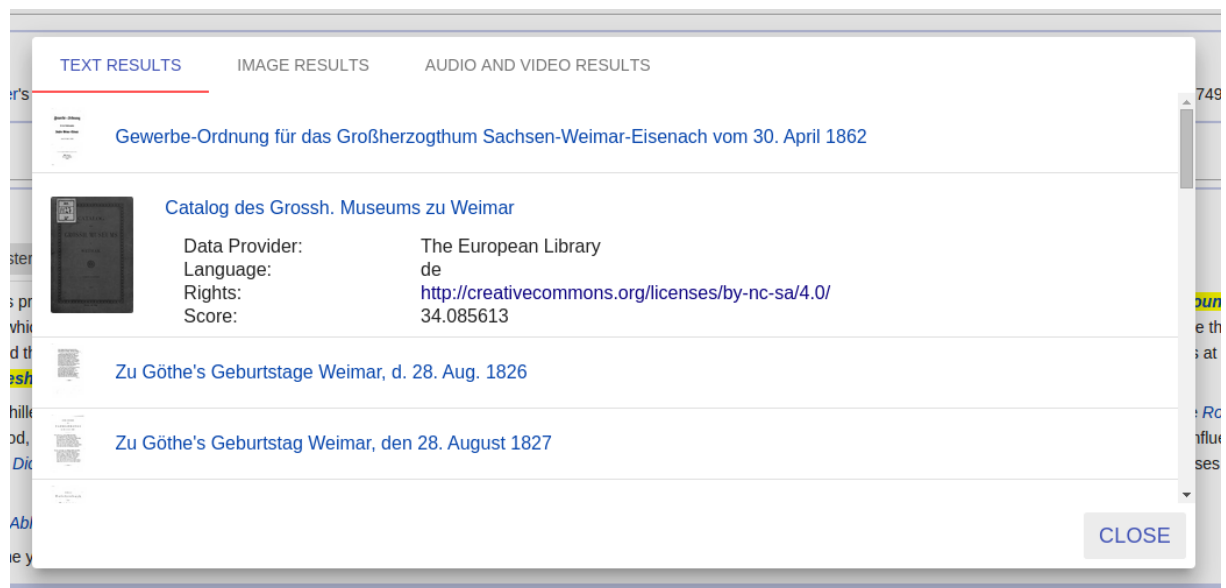 TEXT RESULTS IMAGE RESULTS AUDIO AND VIDEO RESULTS
Gewerbe-Ordnung für das Großherzogthum Sachsen-Weimar-Eisenach vom 30. April 1862
Catalog des Grossh. Museums zu Weimar
Data Provider: The European Library
Language: de
Rights: http://creativecommons.org/licenses/by-nc-sa/4.0/
Score: 34.085613
Zu Göthe's Geburtstage Weimar, d. 28. Aug. 1826
Zu Göthe's Geburtstag Weimar, den 28. August 1827
CLOSE